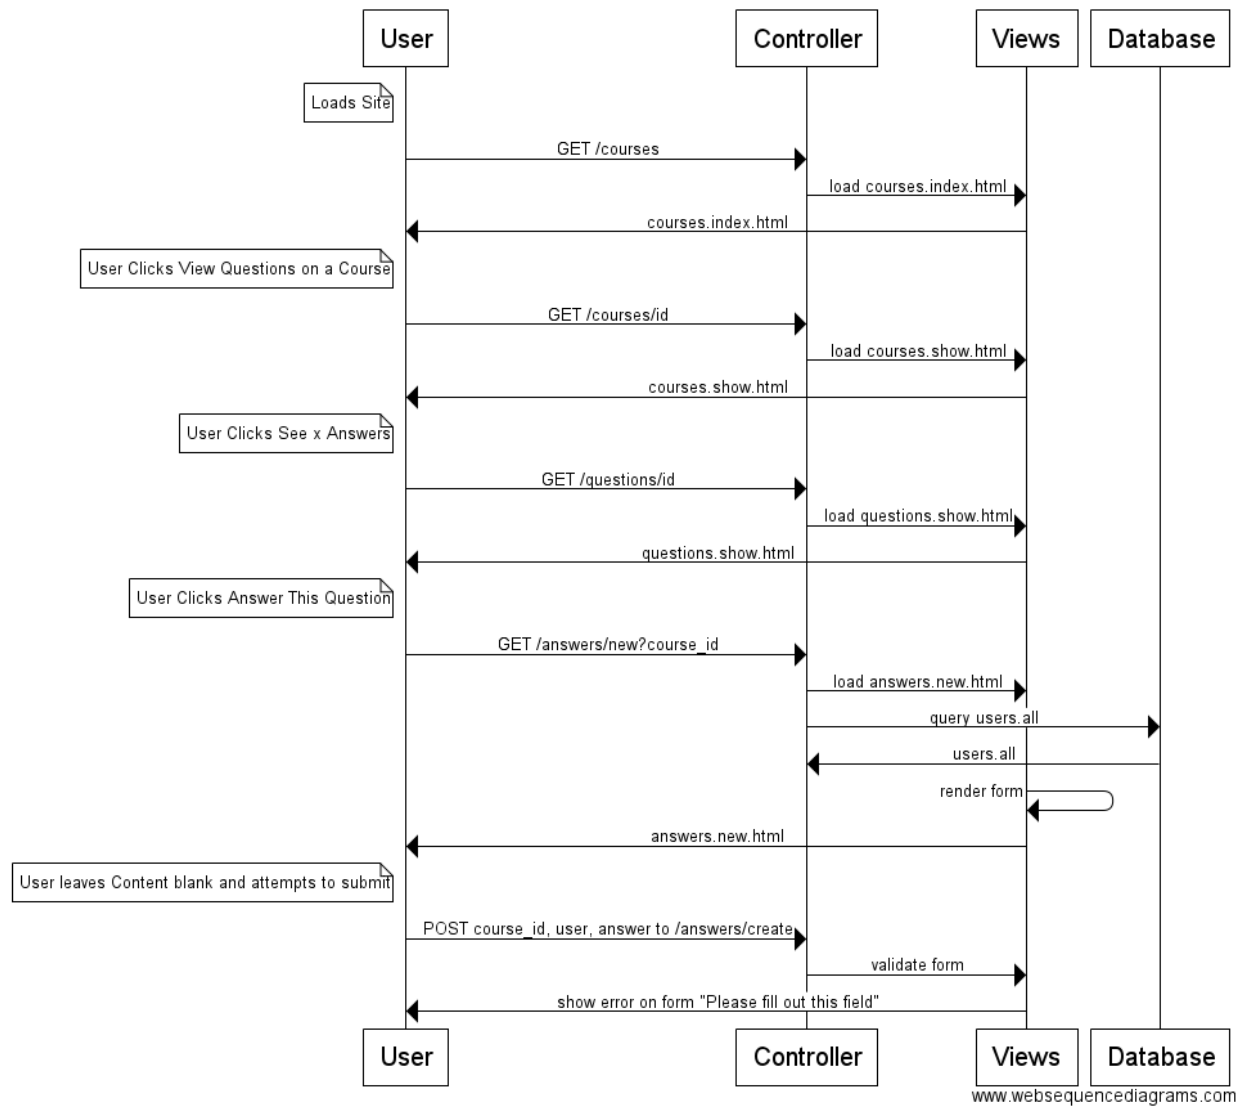 User
Controller
Views
Database
Loads Site
GET /courses
load courses.index.html
courses.index.html
User Clicks View Questions on a Course
GET /courses/id
load courses.show.html
courses.show.html
User Clicks See x Answers
GET /questions/id
load questions.show.html
questions.show.html
User Clicks Answer This Question
GET /answers/new?course_id
load answers.new.html
query users.all
users.all
render form
answers.new.html
User leaves Content blank and attempts to submit
POST course_id, user, answer to /answers/create
validate form
show error on form "Please fill out this field"
User
Controller
Views
Database
www.websequencediagrams.com